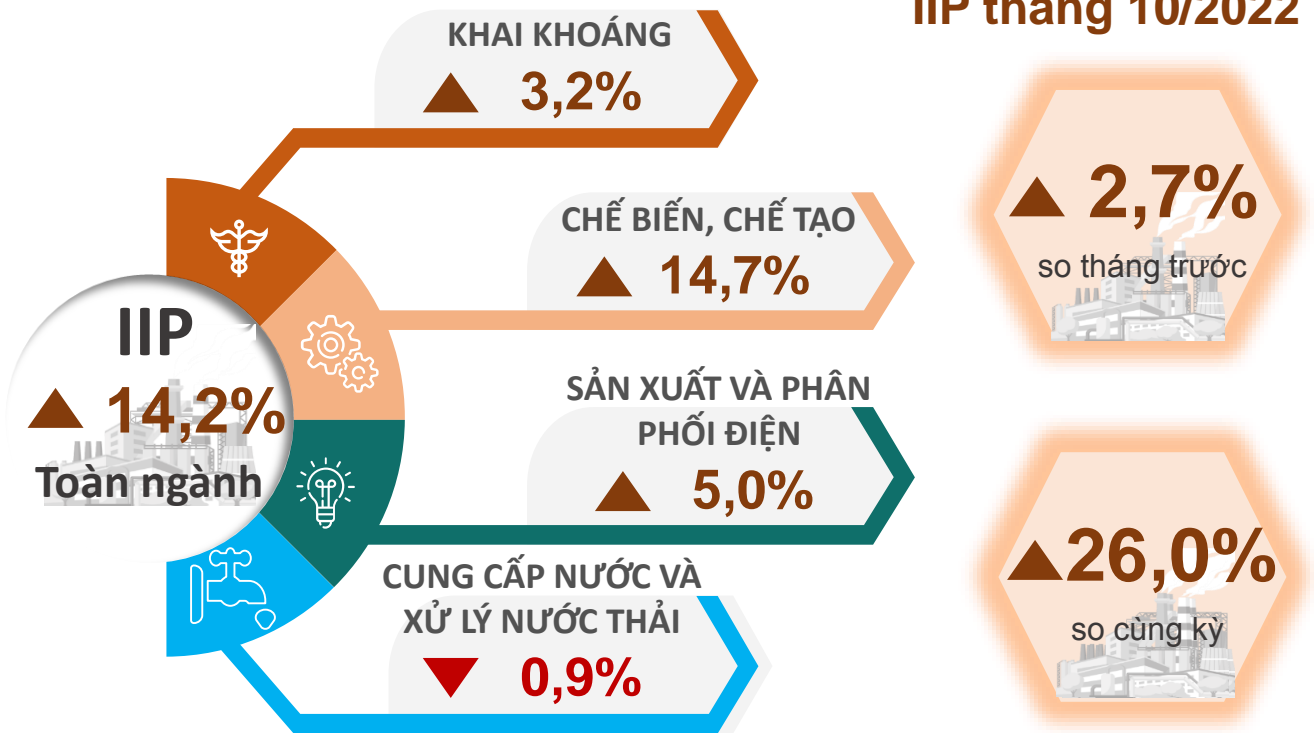 IIP tháng 10/2022
KHAI KHOÁNG
3,2%
CHẾ BIẾN, CHẾ TẠO
14,7%
SẢN XUẤT VÀ PHÂN
PHỐI ĐIỆN
5,0%
CUNG CẤP NƯỚC VÀ
XỬ LÝ NƯỚC THẢI
0,9%
IIP
14,2%
Toàn ngành
2,7%
so tháng trước
26,0%
so cùng kỳ